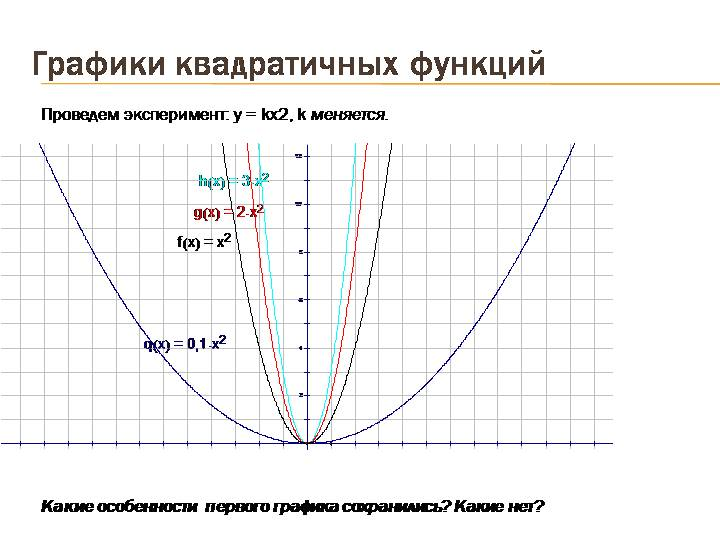 Графики квадратичных функций
Проведем эксперимент: y = kx2, k меняется.
h(x) = 3·x²
g(x) = 2·x²
f(x) = x²
q(x) = 0,1·x²
Какие особенности первого графика сохранились? Какие нет?